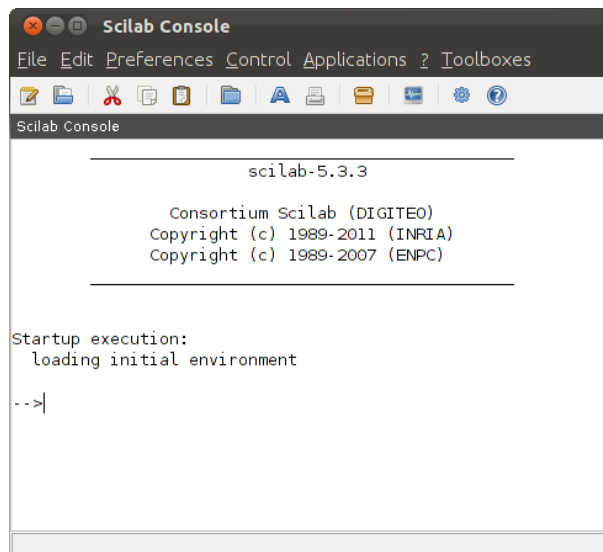 Scilab Console
File Edit Preferences Control Applications ? Toolboxes
Scilab Console
scilab-5.3.3
Consortium Scilab (DIGITEO)
Copyright (c) 1989-2011 (INRIA)
Copyright (c) 1989-2007 (ENPC)
Startup execution:
loading initial environment
-->